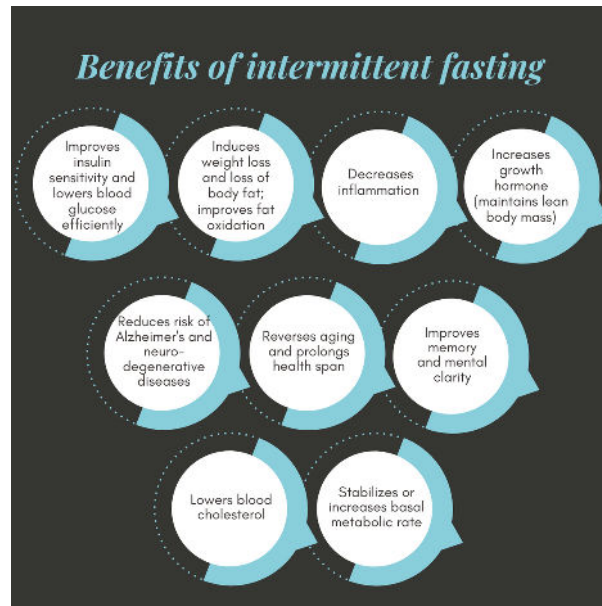 Benefits of intermittent fasting
Improves
insulin
sensitivity and
lowers blood
glucose
efficiently
Induces
weight loss
and loss of
body fat;
improves fat
oxidation
Decreases
inflammation
Increases
growth
hormone
(maintains lean
body mass)
Reduces risk of
Alzheimer's and
neuro-
degenerative
diseases
Reverses aging
and prolongs
health span
Improves
memory
and mental
clarity
Lowers blood
cholesterol
Stabilizes or
increases basal
metabolic rate